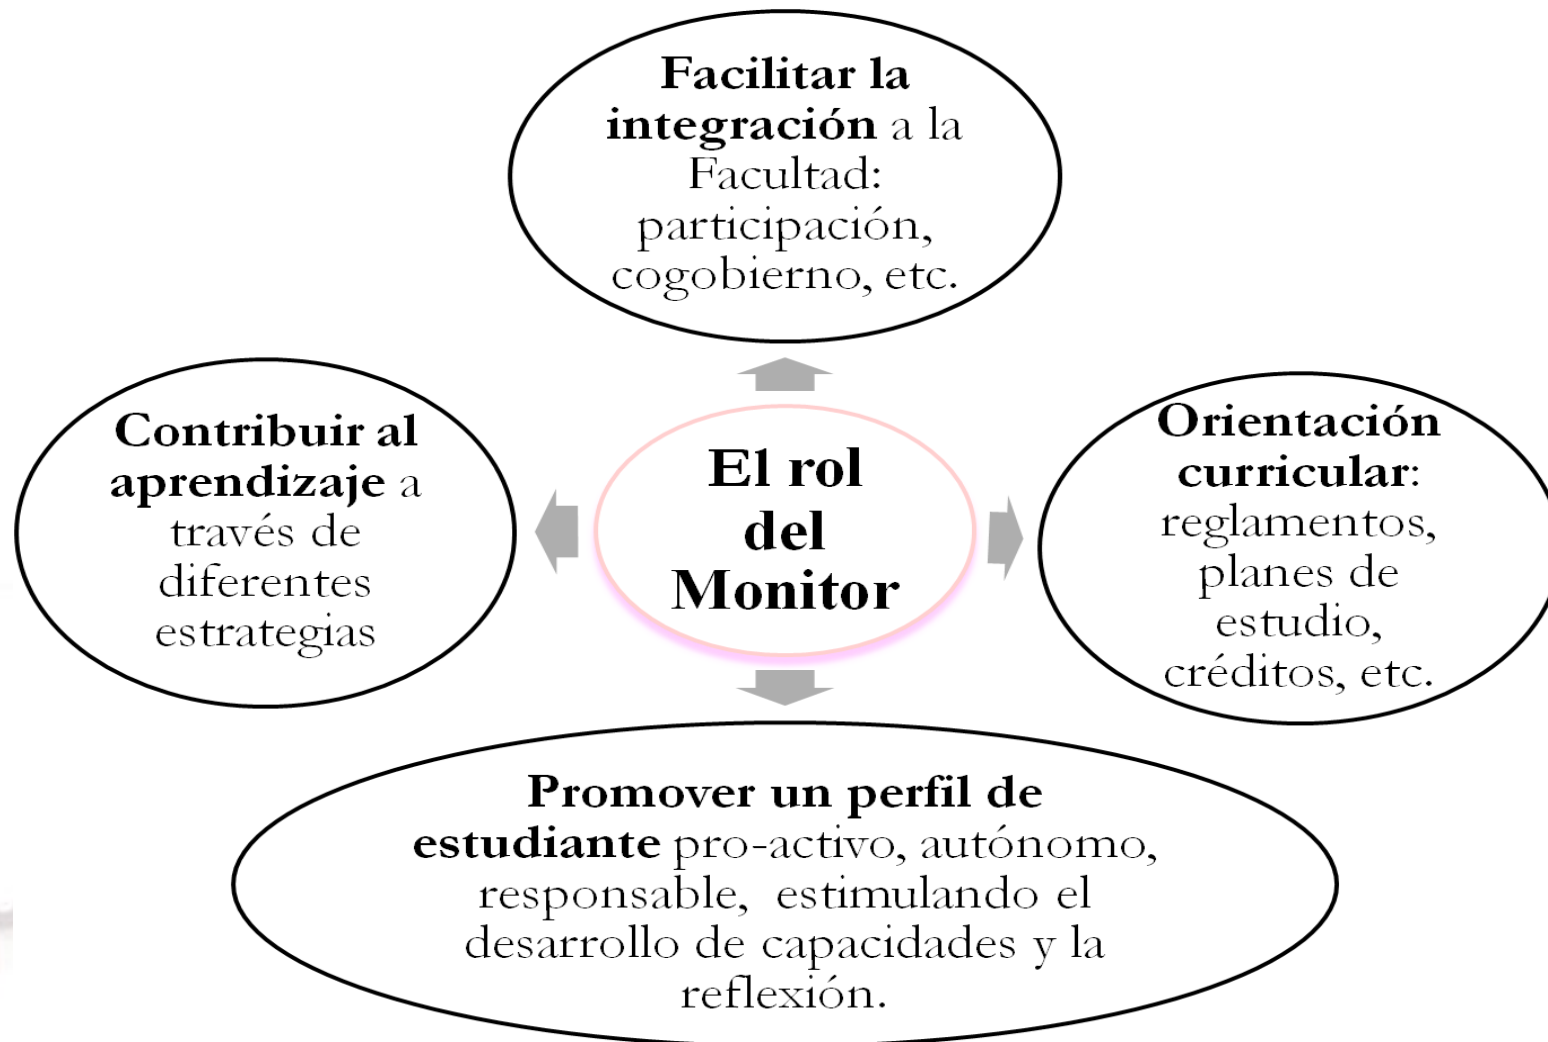 Facilitar la
integración a la
Facultad:
participación,
cogobierno, etc.
Contribuir al
aprendizaje a
través de
diferentes
estrategias
El rol
del
Monitor
Orientación
curricular:
reglamentos,
planes de
estudio,
créditos, etc.
Promover un perfil de
estudiante pro-activo, autónomo,
responsable,  estimulando el
desarrollo de capacidades y la
reflexión.